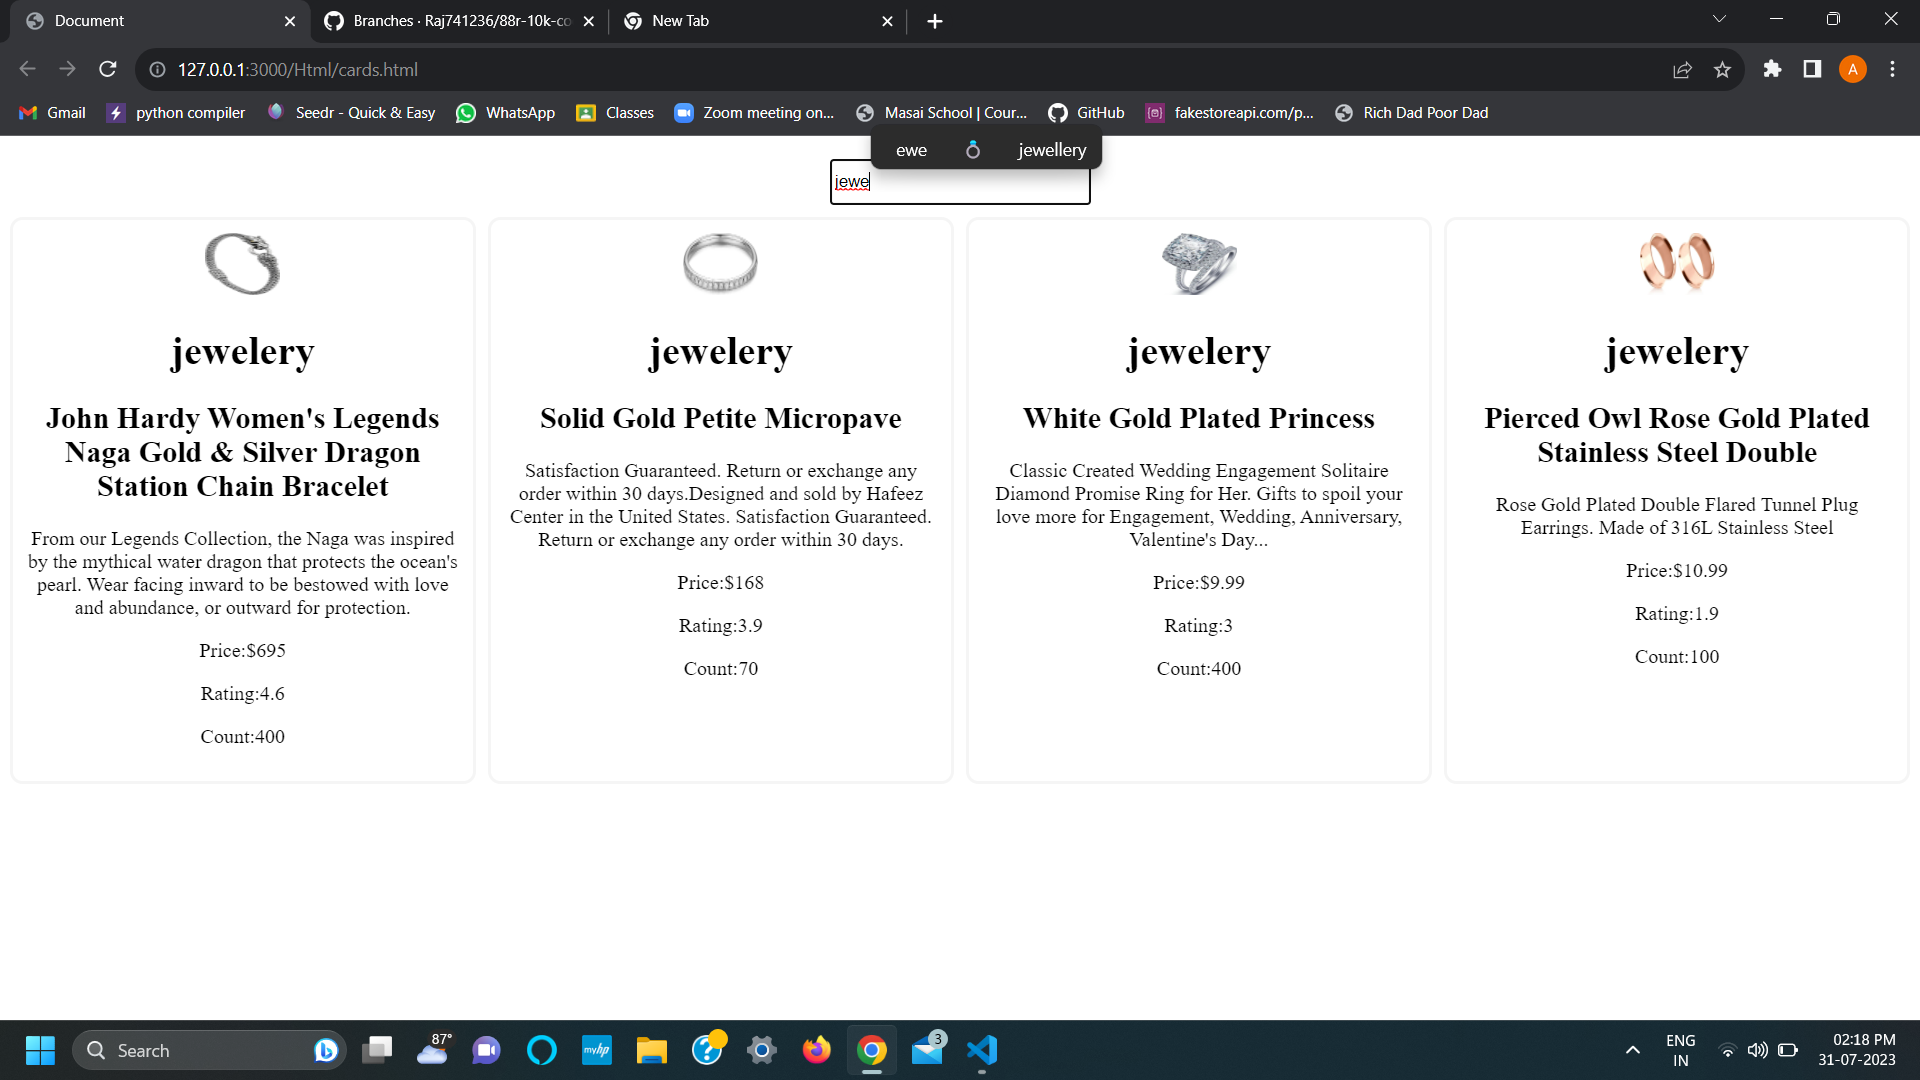 Document
Branches · Raj741236/88r-10k-co
New Tab
127.0.0.1:3000/Html/cards.html
A
Gmail
python compiler
Seedr - Quick & Easy
WhatsApp
Classes
Zoom meeting on...
Masai School | Cour...
GitHub
fakestoreapi.com/p...
Rich Dad Poor Dad
ewe
jewellery
jewe
jewelery
John Hardy Women's Legends
Naga Gold & Silver Dragon
Station Chain Bracelet
From our Legends Collection, the Naga was inspired
by the mythical water dragon that protects the ocean's
pearl. Wear facing inward to be bestowed with love
and abundance, or outward for protection.
Price:$695
Rating:4.6
Count:400
jewelery
Solid Gold Petite Micropave
Satisfaction Guaranteed. Return or exchange any
order within 30 days.Designed and sold by Hafeez
Center in the United States. Satisfaction Guaranteed.
Return or exchange any order within 30 days.
Price:$168
Rating:3.9
Count:70
jewelery
White Gold Plated Princess
Classic Created Wedding Engagement Solitaire
Diamond Promise Ring for Her. Gifts to spoil your
love more for Engagement, Wedding, Anniversary,
Valentine's Day...
Price:$9.99
Rating:3
Count:400
jewelery
Pierced Owl Rose Gold Plated
Stainless Steel Double
Rose Gold Plated Double Flared Tunnel Plug
Earrings. Made of 316L Stainless Steel
Price:$10.99
Rating:1.9
Count:100
Search
87°
myhp
3
ENG
IN
02:18 PM
31-07-2023